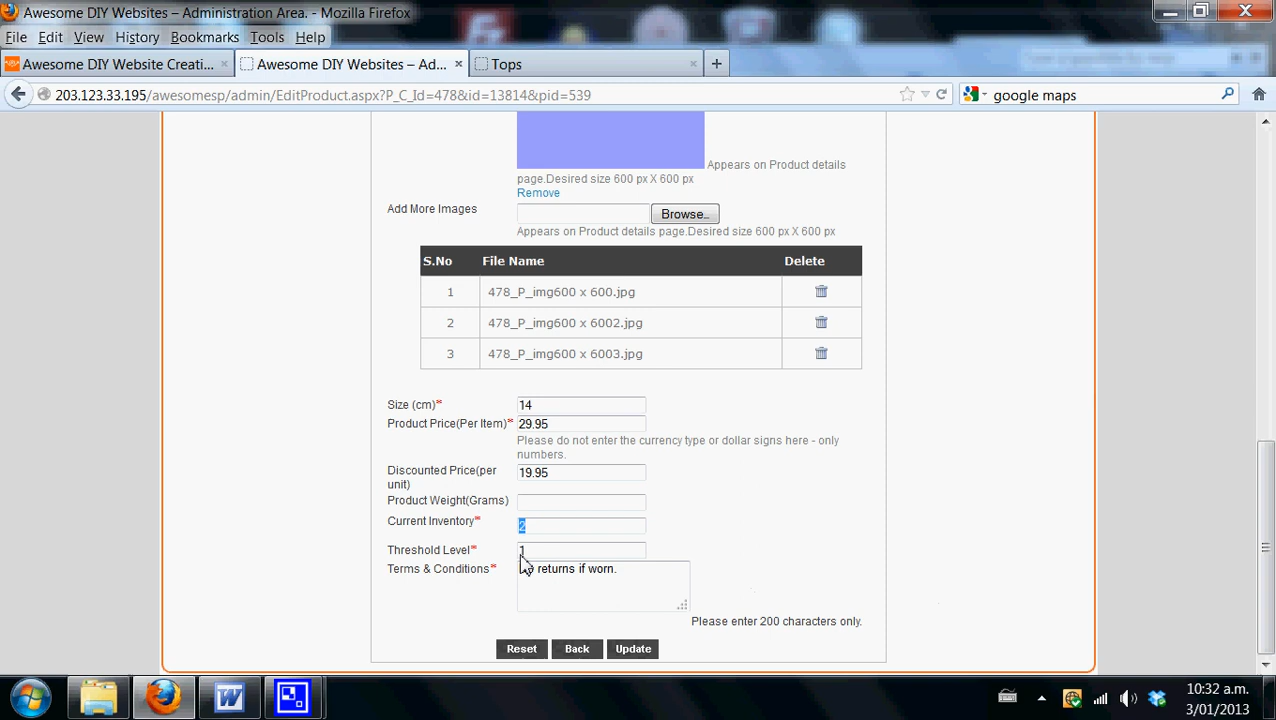 Awesome DIY Websites – Administration Area. - Mozilla Firefox
File Edit View History Bookmarks Tools Help
Awesome DIY Website Creati... × Awesome DIY Websites – Ad... × Tops × +
203.123.33.195/awesomesp/admin/EditProduct.aspx?P_C_Id=478&id=13814&pid=539 google maps
Appears on Product details
page.Desired size 600 px X 600 px
Remove
Add More Images Browse...
Appears on Product details page.Desired size 600 px X 600 px
S.No File Name Delete
1 478_P_img600 x 600.jpg
2 478_P_img600 x 6002.jpg
3 478_P_img600 x 6003.jpg
Size (cm)* 14
Product Price(Per Item)* 29.95
Please do not enter the currency type or dollar signs here - only
numbers.
Discounted Price(per
unit) 19.95
Product Weight(Grams)
Current Inventory* 2
Threshold Level* 1
Terms & Conditions* returns if worn.
Please enter 200 characters only.
Reset Back Update
10:32 a.m.
3/01/2013